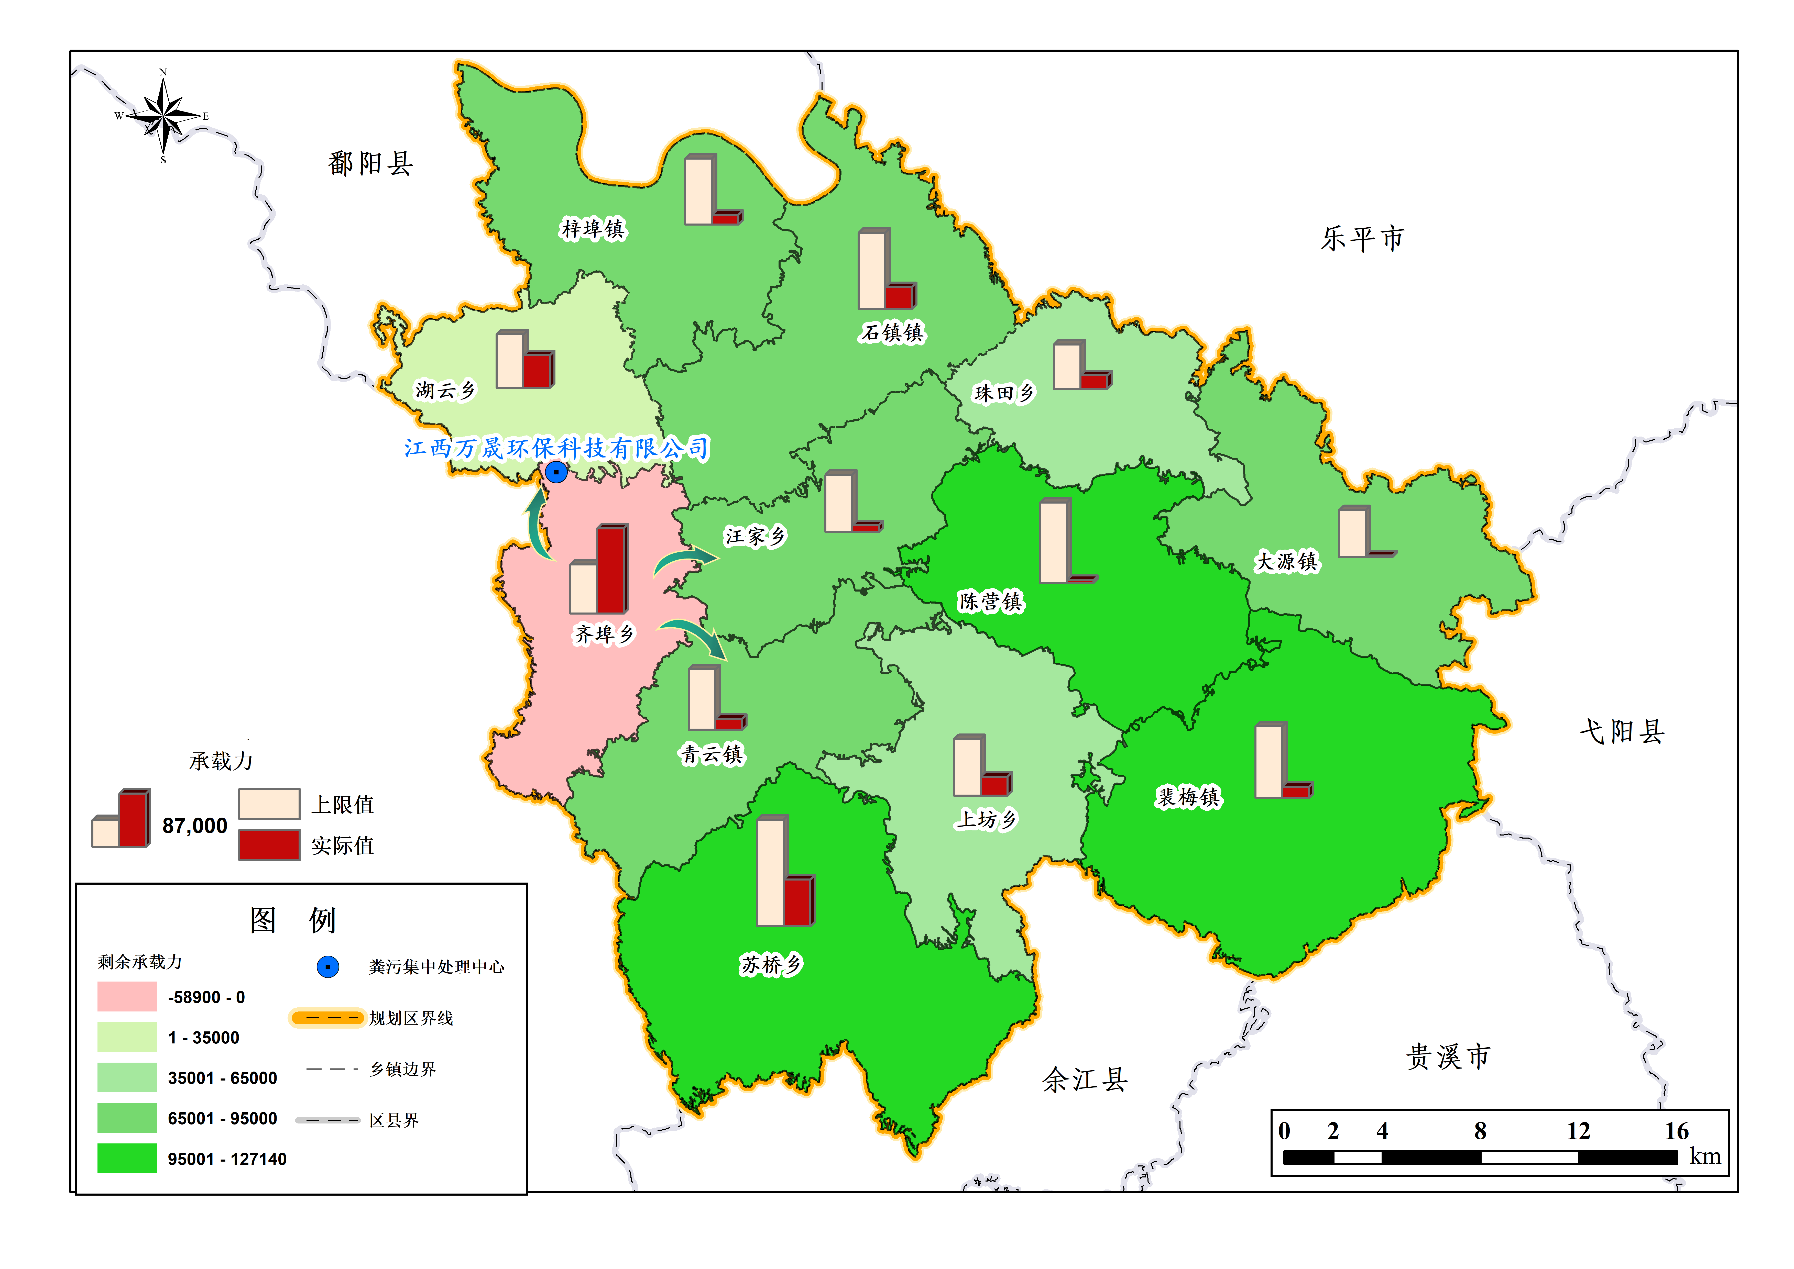 N
W
E
S
鄱阳县
乐平市
梓埠镇
石镇镇
湖云乡
珠田乡
江西万晟环保科技有限公司
汪家乡
大源镇
陈营镇
齐埠乡
弋阳县
青云镇
裴梅镇
上坊乡
苏桥乡
余江县
贵溪市
承载力
87,000
上限值
实际值
图 例
剩余承载力
-58900 - 0
1 - 35000
35001 - 65000
65001 - 95000
95001 - 127140
粪污集中处理中心
规划区界线
乡镇边界
区县界
0 2 4 8 12 16
km